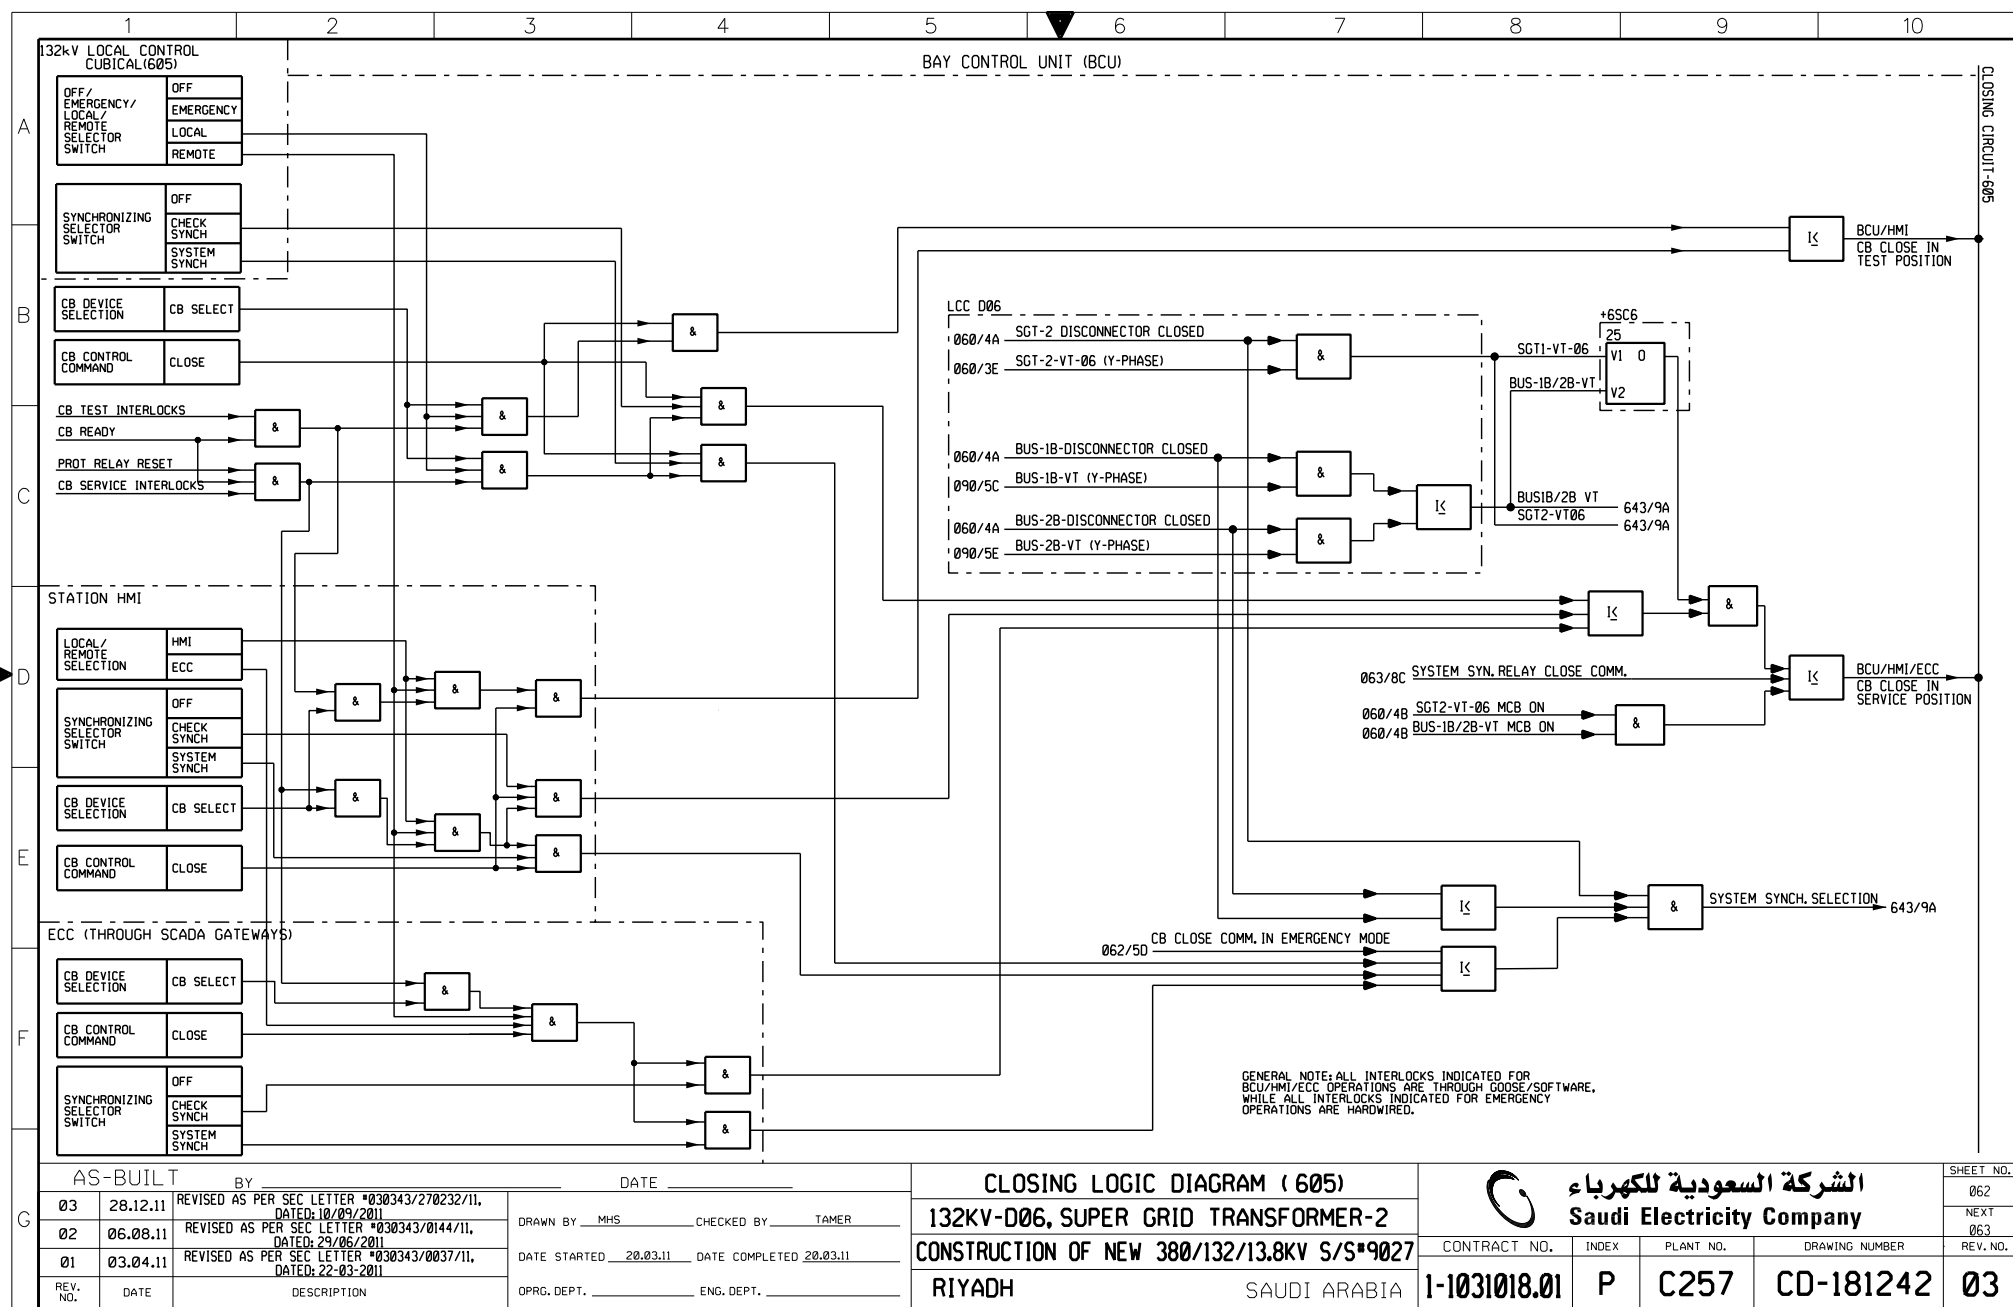 1 2 3 4 5 6 7 8 9 10
A
B
C
D
E
F
G
132kV LOCAL CONTROL
CUBICAL(605)
BAY CONTROL UNIT (BCU)
CLOSING CIRCUIT-605
OFF/
EMERGENCY/
LOCAL/
REMOTE
SELECTOR
SWITCH
OFF
EMERGENCY
LOCAL
REMOTE
SYNCHRONIZING
SELECTOR
SWITCH
OFF
CHECK
SYNCH
SYSTEM
SYNCH
CB DEVICE
SELECTION
CB SELECT
CB CONTROL
COMMAND
CLOSE
CB TEST INTERLOCKS
CB READY
PROT RELAY RESET
CB SERVICE INTERLOCKS
&
&
&
&
&
&
&
BCU/HMI
CB CLOSE IN
TEST POSITION
I<
LCC D06
060/4A SGT-2 DISCONNECTOR CLOSED
060/3E SGT-2-VT-06 (Y-PHASE)
&
060/4A BUS-1B-DISCONNECTOR CLOSED
090/5C BUS-1B-VT (Y-PHASE)
&
060/4A BUS-2B-DISCONNECTOR CLOSED
090/5E BUS-2B-VT (Y-PHASE)
&
I<
+6SC6
25
V1 O
V2
SGT1-VT-06
BUS-1B/2B-VT
BUS1B/2B VT 643/9A
SGT2-VT06 643/9A
STATION HMI
LOCAL/
REMOTE
SELECTION
HMI
ECC
SYNCHRONIZING
SELECTOR
SWITCH
OFF
CHECK
SYNCH
SYSTEM
SYNCH
CB DEVICE
SELECTION
CB SELECT
CB CONTROL
COMMAND
CLOSE
&
&
&
&
&
&
&
I<
&
063/8C SYSTEM SYN.RELAY CLOSE COMM.
060/4B SGT2-VT-06 MCB ON
060/4B BUS-1B/2B-VT MCB ON
&
I<
BCU/HMI/ECC
CB CLOSE IN
SERVICE POSITION
I<
&
SYSTEM SYNCH.SELECTION 643/9A
062/5D CB CLOSE COMM.IN EMERGENCY MODE
I<
ECC (THROUGH SCADA GATEWAYS)
CB DEVICE
SELECTION
CB SELECT
CB CONTROL
COMMAND
CLOSE
SYNCHRONIZING
SELECTOR
SWITCH
OFF
CHECK
SYNCH
SYSTEM
SYNCH
&
&
&
&
GENERAL NOTE:ALL INTERLOCKS INDICATED FOR
BCU/HMI/ECC OPERATIONS ARE THROUGH GOOSE/SOFTWARE,
WHILE ALL INTERLOCKS INDICATED FOR EMERGENCY
OPERATIONS ARE HARDWIRED.
AS-BUILT BY DATE
03 28.12.11 REVISED AS PER SEC LETTER #030343/270232/11,
DATED:10/09/2011
02 06.08.11 REVISED AS PER SEC LETTER #030343/0144/11,
DATED:29/06/2011
01 03.04.11 REVISED AS PER SEC LETTER #030343/0037/11,
DATED:22-03-2011
REV.
NO. DATE DESCRIPTION
DRAWN BY MHS CHECKED BY TAMER
DATE STARTED 20.03.11 DATE COMPLETED 20.03.11
OPRG.DEPT. ENG.DEPT.
CLOSING LOGIC DIAGRAM (605)
132KV-D06, SUPER GRID TRANSFORMER-2
CONSTRUCTION OF NEW 380/132/13.8KV S/S#9027
RIYADH SAUDI ARABIA
الشركة السعودية للكهرباء
Saudi Electricity Company
CONTRACT NO. INDEX PLANT NO. DRAWING NUMBER REV.NO.
1-1031018.01 P C257 CD-181242 03
SHEET NO.
062
NEXT
063